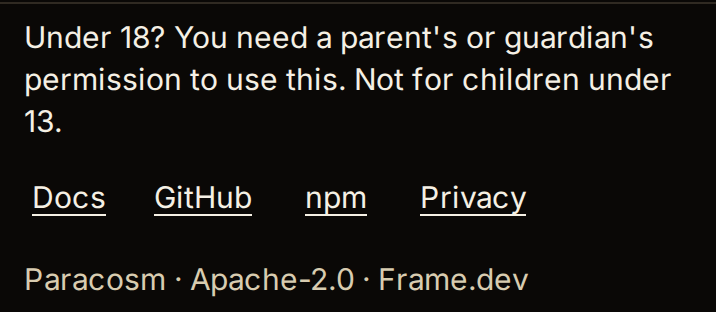 Under 18? You need a parent's or guardian's
permission to use this. Not for children under
13.
Docs GitHub npm Privacy
Paracosm · Apache-2.0 · Frame.dev